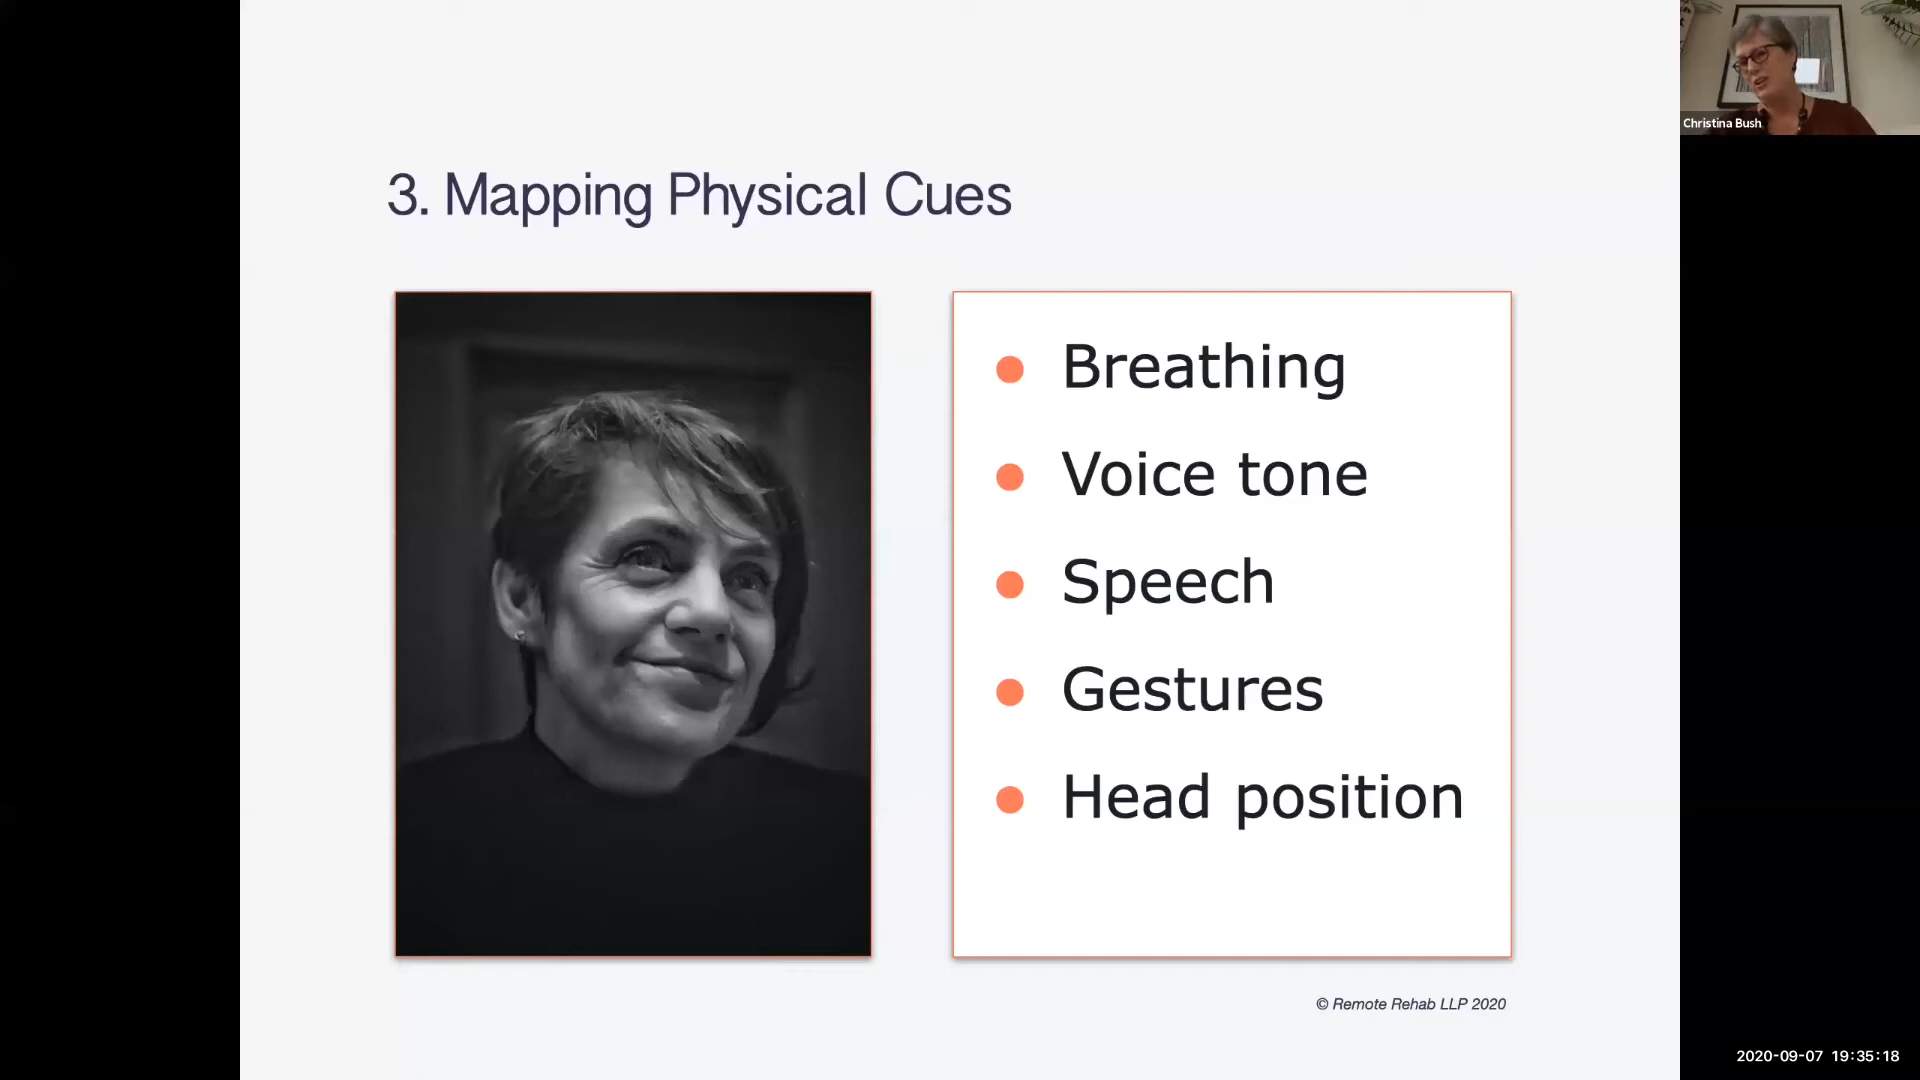 Christina Bush
3. Mapping Physical Cues
● Breathing
● Voice tone
● Speech
● Gestures
● Head position
© Remote Rehab LLP 2020
2020-09-07 19:35:18